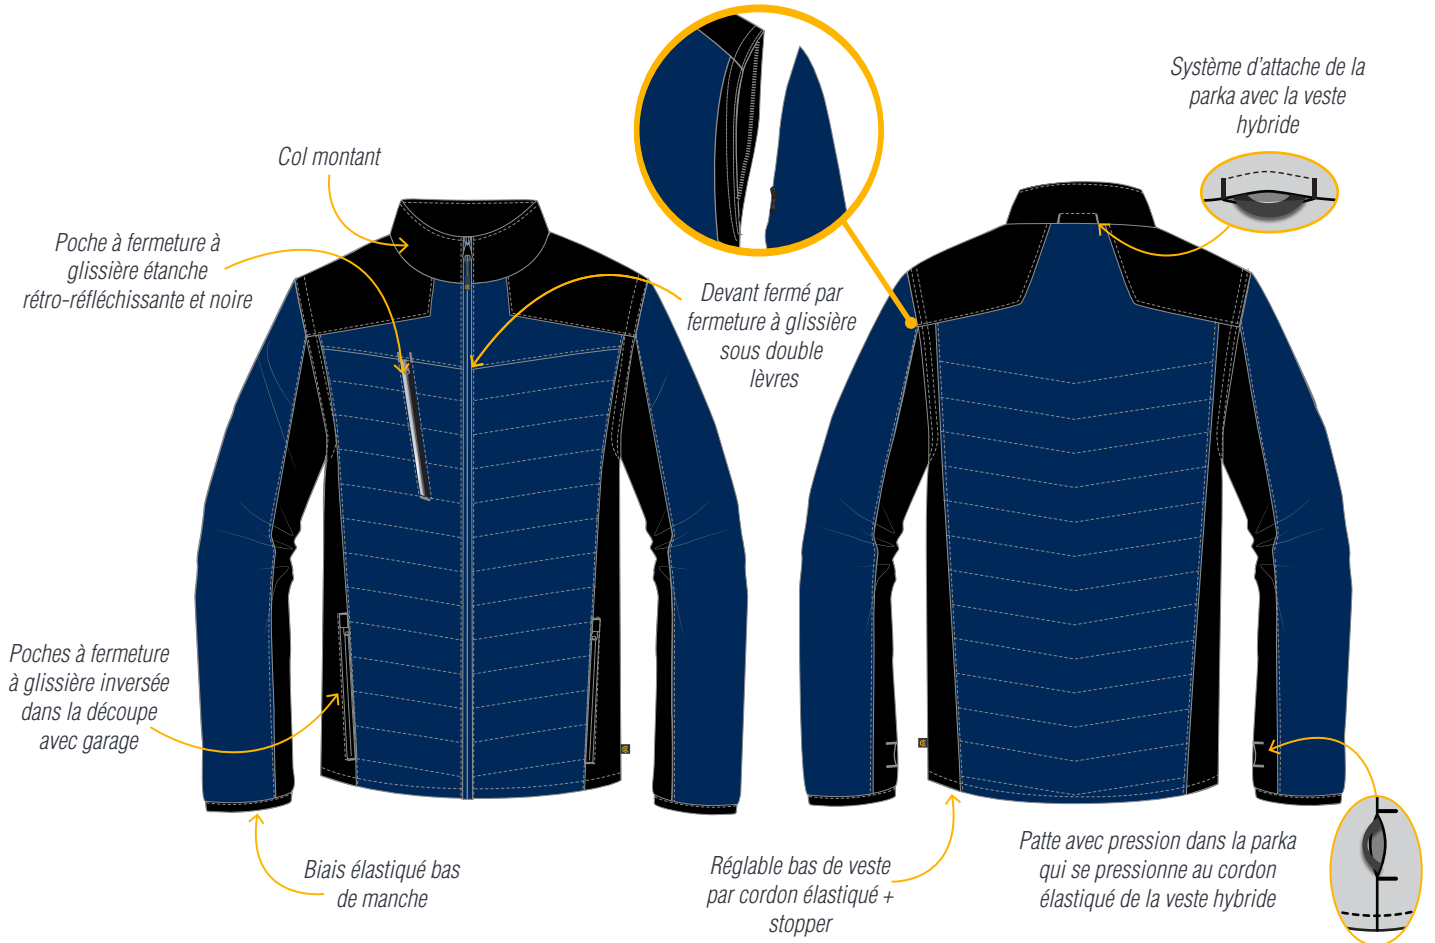 Système d’attache de la
parka avec la veste
hybride
Col montant
Poche à fermeture à
glissière étanche
rétro-réfléchissante et noire
Devant fermé par
fermeture à glissière
sous double
lèvres
Poches à fermeture
à glissière inversée
dans la découpe
avec garage
Biais élastiqué bas
de manche
Réglable bas de veste
par cordon élastiqué +
stopper
Patte avec pression dans la parka
qui se pressionne au cordon
élastiqué de la veste hybride